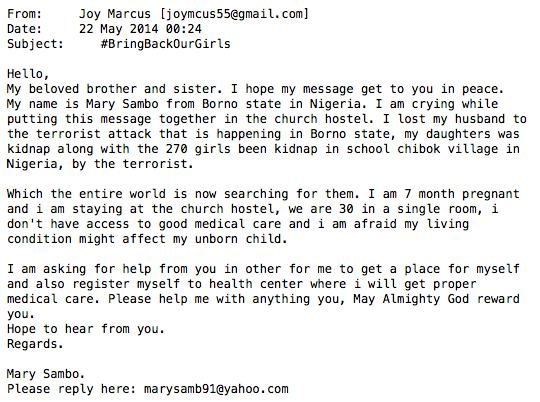 From: Joy Marcus [joymcus55@gmail.com]
Date: 22 May 2014 00:24
Subject: #BringBackOurGirls
Hello,
My beloved brother and sister. I hope my message get to you in peace.
My name is Mary Sambo from Borno state in Nigeria. I am crying while
putting this message together in the church hostel. I lost my husband to
the terrorist attack that is happening in Borno state, my daughters was
kidnap along with the 270 girls been kidnap in school chibok village in
Nigeria, by the terrorist.
Which the entire world is now searching for them. I am 7 month pregnant
and i am staying at the church hostel, we are 30 in a single room, i
don't have access to good medical care and i am afraid my living
condition might affect my unborn child.
I am asking for help from you in other for me to get a place for myself
and also register myself to health center where i will get proper
medical care. Please help me with anything you, May Almighty God reward
you.
Hope to hear from you.
Regards.
Mary Sambo.
Please reply here: marysamb91@yahoo.com